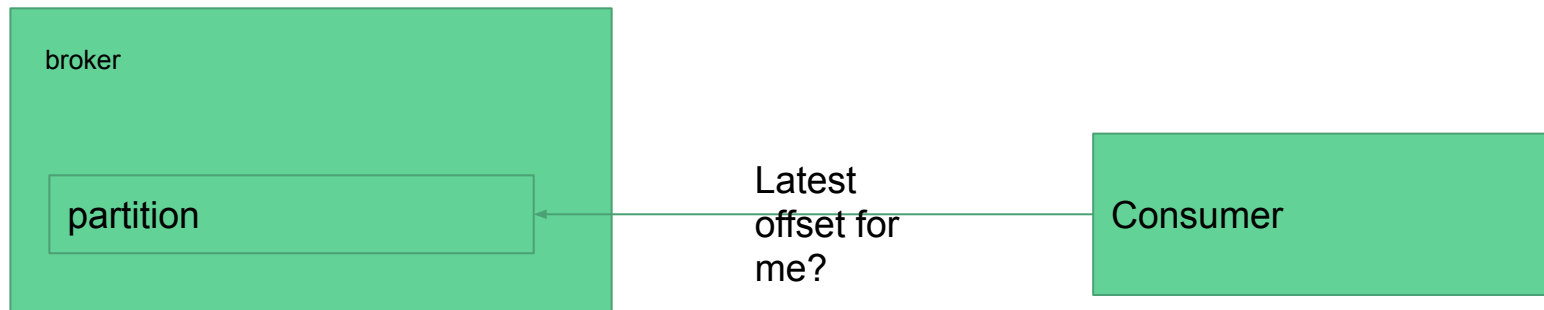 broker
partition
Latest
offset for
me?
Consumer